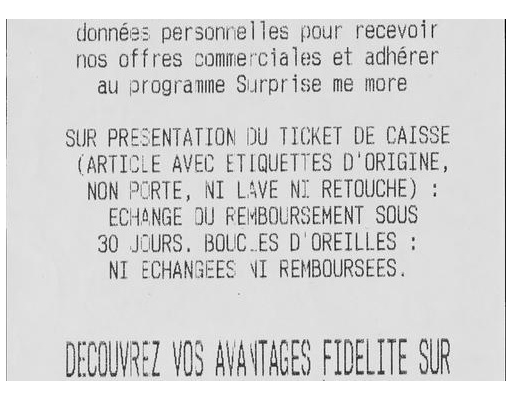 données personnelles pour recevoir
nos offres commerciales et adhérer
au programme Surprise me more
SUR PRESENTATION DU TICKET DE CAISSE
(ARTICLE AVEC ETIQUETTES D'ORIGINE,
NON PORTE, NI LAVE NI RETOUCHE) :
ECHANGE OU REMBOURSEMENT SOUS
30 JOURS. BOUCLES D'OREILLES :
NI ECHANGEES NI REMBOURSEES.
DECOUVREZ VOS AVANTAGES FIDELITE SUR